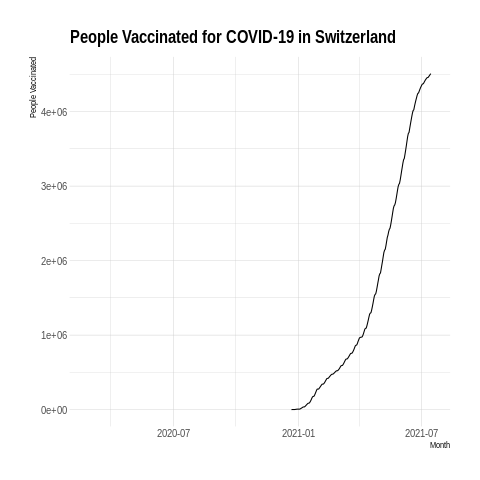 People Vaccinated for COVID-19 in Switzerland
People Vaccinated
4e+06
3e+06
2e+06
1e+06
0e+00
2020-07
2021-01
2021-07
Month